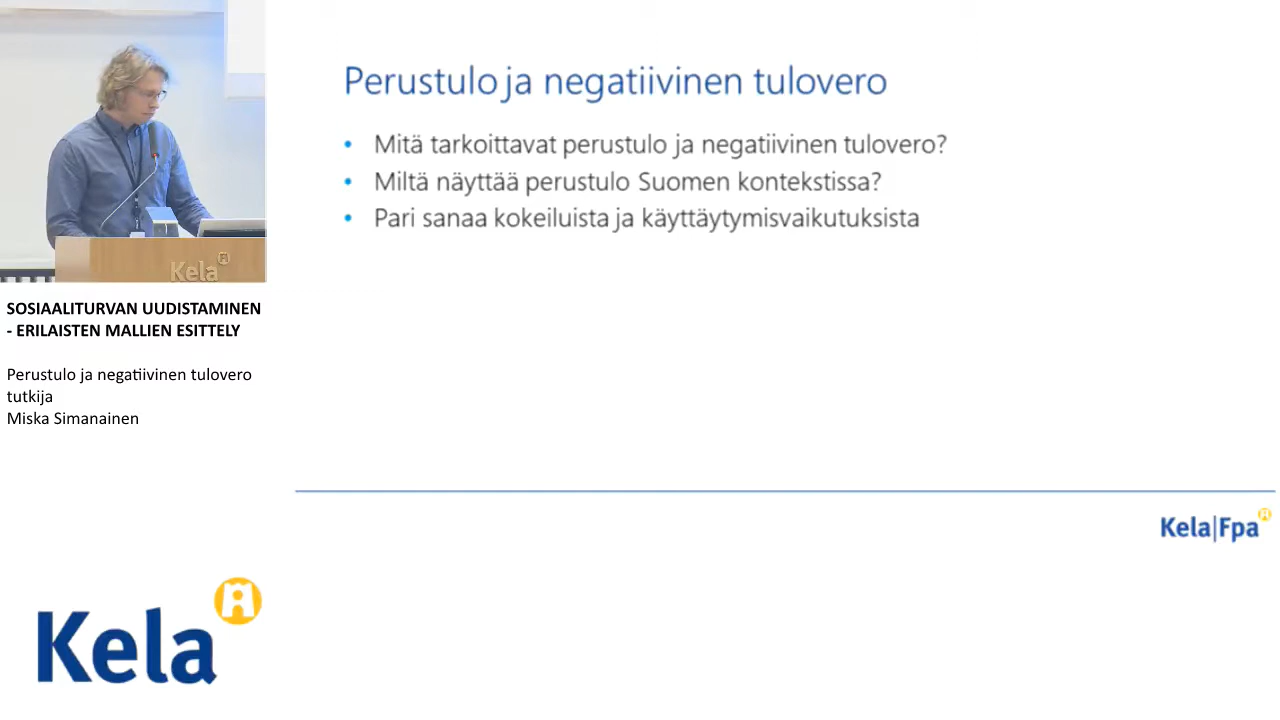 Perustulo ja negatiivinen tulovero
• Mitä tarkoittavat perustulo ja negatiivinen tulovero?
• Miltä näyttää perustulo Suomen kontekstissa?
• Pari sanaa kokeiluista ja käyttäytymisvaikutuksista
Kela
SOSIAALITURVAN UUDISTAMINEN
- ERILAISTEN MALLIEN ESITTELY
Perustulo ja negatiivinen tulovero
tutkija
Miska Simanainen
Kela|Fpa
Kela